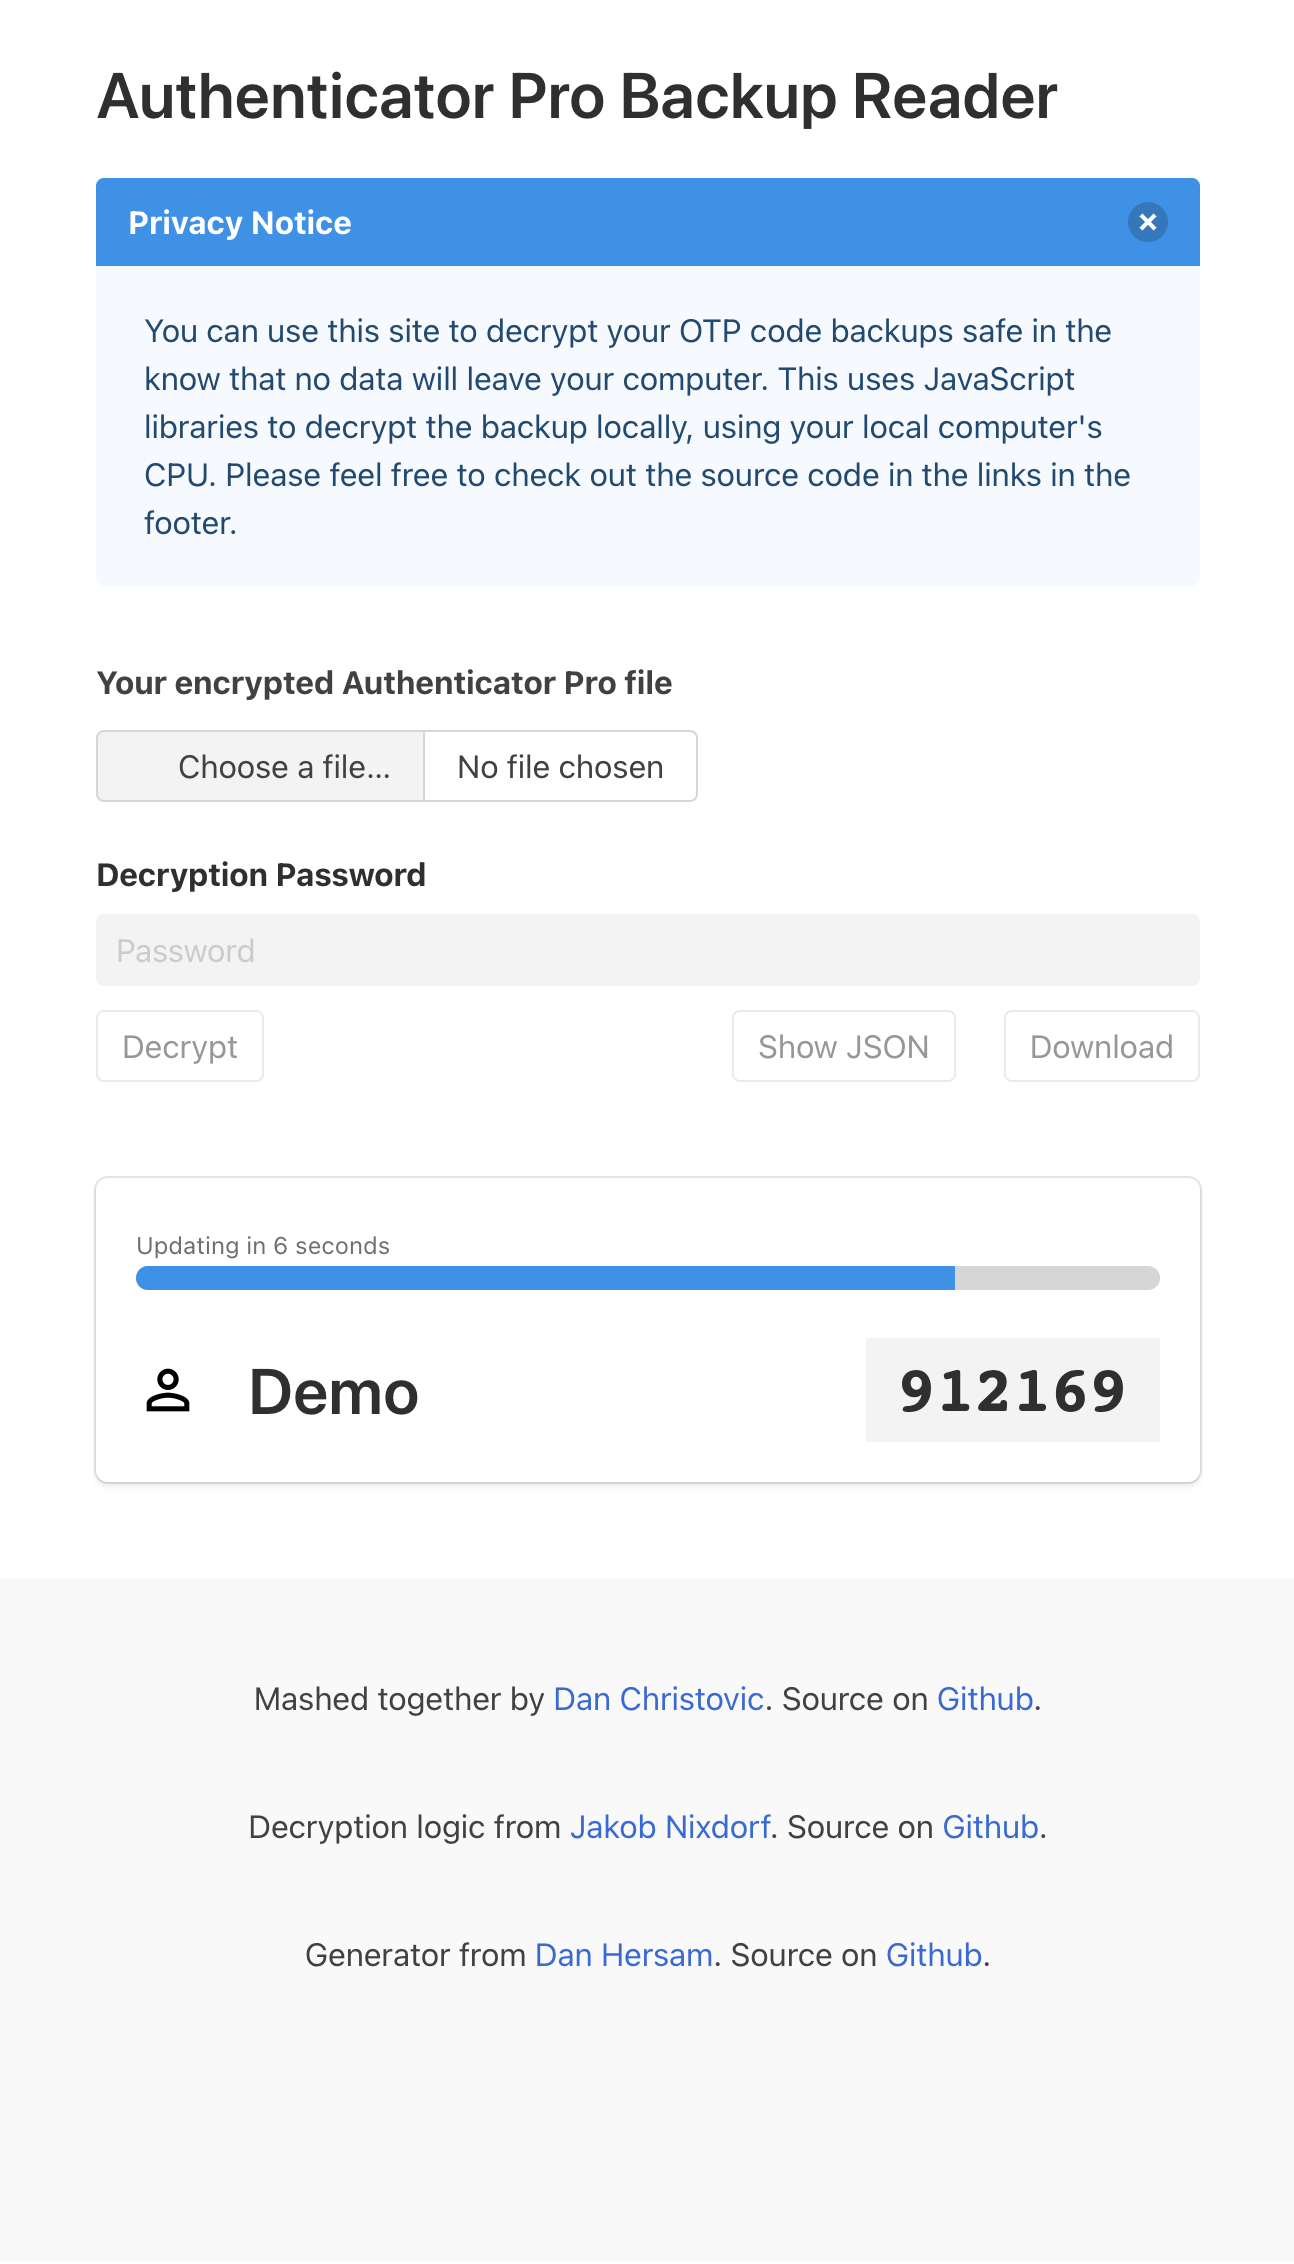 Authenticator Pro Backup Reader
Privacy Notice
You can use this site to decrypt your OTP code backups safe in the
know that no data will leave your computer. This uses JavaScript
libraries to decrypt the backup locally, using your local computer's
CPU. Please feel free to check out the source code in the links in the
footer.
Your encrypted Authenticator Pro file
Choose a file... No file chosen
Decryption Password
Password
Decrypt Show JSON Download
Updating in 6 seconds
Demo 912169
Mashed together by Dan Christovic. Source on Github.
Decryption logic from Jakob Nixdorf. Source on Github.
Generator from Dan Hersam. Source on Github.